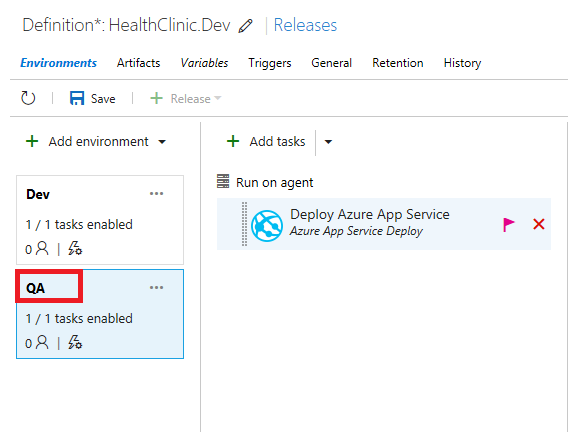 Definition*: HealthClinic.Dev | Releases
Environments Artifacts Variables Triggers General Retention History
Save Release
Add environment
Add tasks
Dev ...
1 / 1 tasks enabled
0 |
QA ...
1 / 1 tasks enabled
0 |
Run on agent
Deploy Azure App Service
Azure App Service Deploy